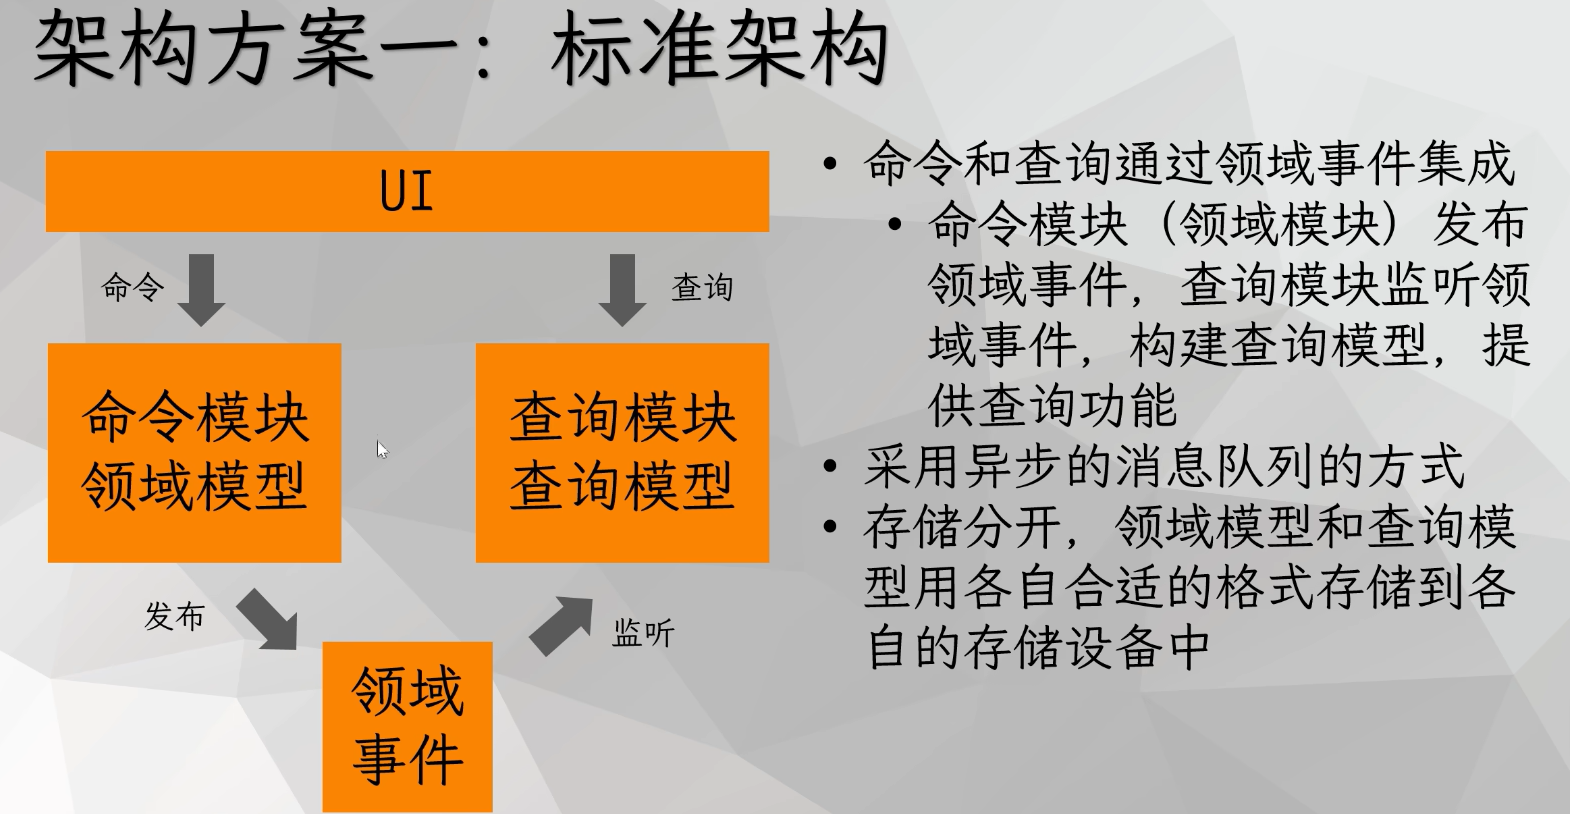 架构方案一：标准架构
UI
命令
查询
命令模块
领域模型
查询模块
查询模型
发布
监听
领域
事件
• 命令和查询通过领域事件集成
• 命令模块（领域模块）发布
领域事件，查询模块监听领
域事件，构建查询模型，提
供查询功能
• 采用异步的消息队列的方式
• 存储分开，领域模型和查询模
型用各自合适的格式存储到各
自的存储设备中